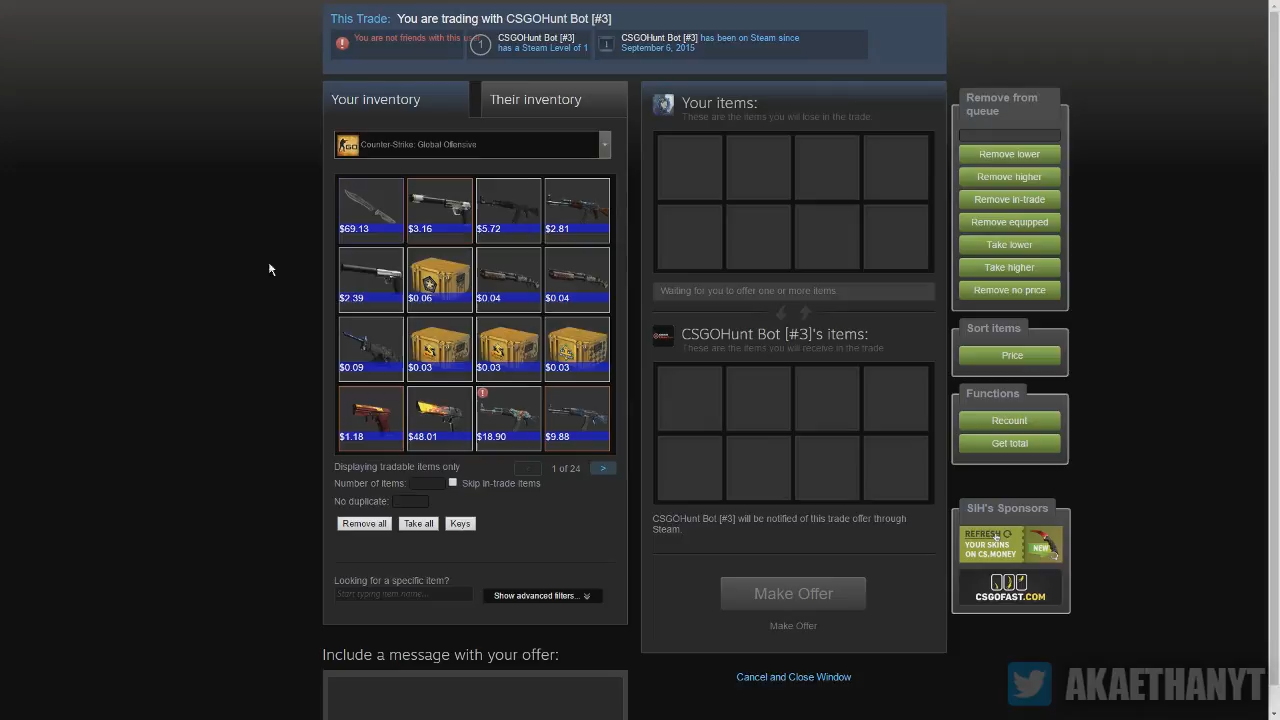 This Trade: You are trading with CSGOHunt Bot [#3]
You are not friends with this user
1
CSGOHunt Bot [#3]
has a Steam Level of 1
CSGOHunt Bot [#3] has been on Steam since
September 6, 2015
Your inventory
Their inventory
Counter-Strike: Global Offensive
$69.13
$3.16
$5.72
$2.81
$2.39
$0.06
$0.04
$0.04
$0.09
$0.03
$0.03
$0.03
$1.18
$48.01
$18.90
$9.88
Displaying tradable items only
< 1 of 24 >
Number of items:
Skip in-trade items
No duplicate:
Remove all
Take all
Keys
Looking for a specific item?
Start typing item name...
Show advanced filters...
Include a message with your offer:
Your items:
These are the items you will lose in the trade.
Waiting for you to offer one or more items.
CSGOHunt Bot [#3]'s items:
These are the items you will receive in the trade.
CSGOHunt Bot [#3] will be notified of this trade offer through
Steam.
Make Offer
Make Offer
Cancel and Close Window
Remove from
queue
Remove lower
Remove higher
Remove in-trade
Remove equipped
Take lower
Take higher
Remove no price
Sort items
Price
Functions
Recount
Get total
SIH's Sponsors
REFRESH
YOUR SKINS
ON CS.MONEY
NEW
CSGOFAST.COM
AKAETHANYT